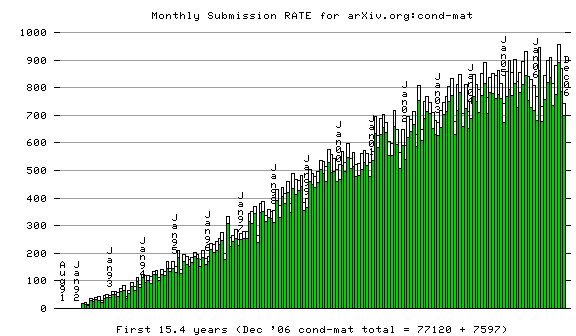 Monthly Submission RATE for arXiv.org:cond-mat
1000
900
800
700
600
500
400
300
200
100
0
Aug91
Jan92
Jan93
Jan94
Jan95
Jan96
Jan97
Jan98
Jan99
Jan00
Jan01
Jan02
Jan03
Jan04
Jan05
Jan06
Dec06
First 15.4 years (Dec '06 cond-mat total = 77120 + 7597)